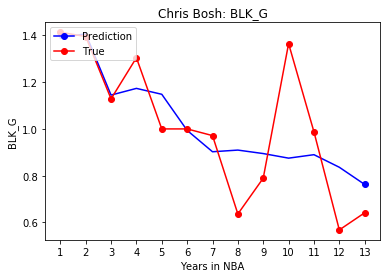 Chris Bosh: BLK_G
Prediction
True
1.4
1.2
1.0
0.8
0.6
BLK_G
1 2 3 4 5 6 7 8 9 10 11 12 13
Years in NBA